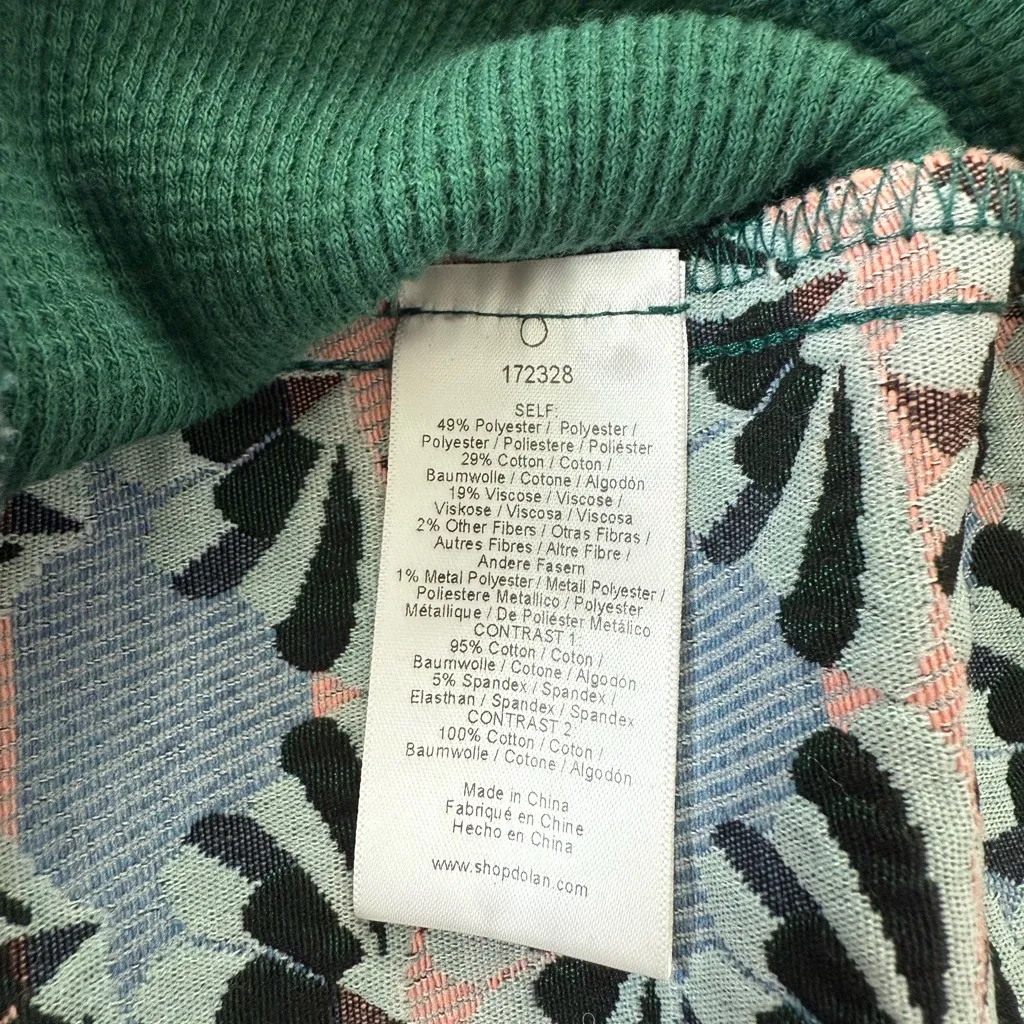 172328
SELF:
49% Polyester / Polyester /
Polyester / Poliestere / Poliéster
29% Cotton / Coton /
Baumwolle / Cotone / Algodón
19% Viscose / Viscose /
Viskose / Viscosa / Viscosa
2% Other Fibers / Otras Fibras /
Autres Fibres / Altre Fibre /
Andere Fasern
1% Metal Polyester / Metall Polyester /
Poliestere Metallico / Polyester
Métallique / De Poliéster Metálico
CONTRAST 1:
95% Cotton / Coton /
Baumwolle / Cotone / Algodón
5% Spandex / Spandex /
Elasthan / Spandex / Spandex
CONTRAST 2:
100% Cotton / Coton /
Baumwolle / Cotone / Algodón
Made in China
Fabriqué en Chine
Hecho en China
www.shopdolan.com